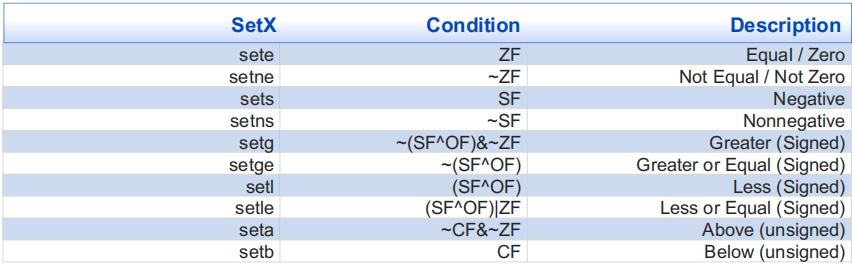 SetX Condition Description
sete ZF Equal / Zero
setne ~ZF Not Equal / Not Zero
sets SF Negative
setns ~SF Nonnegative
setg ~(SF^OF)&~ZF Greater (Signed)
setge ~(SF^OF) Greater or Equal (Signed)
setl (SF^OF) Less (Signed)
setle (SF^OF)|ZF Less or Equal (Signed)
seta ~CF&~ZF Above (unsigned)
setb CF Below (unsigned)